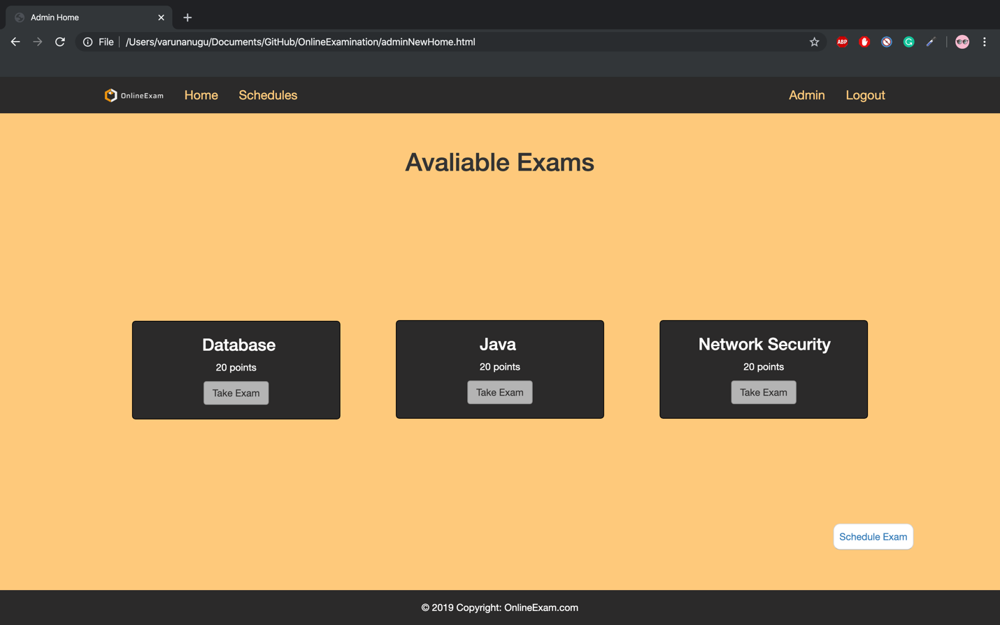 Admin Home
File /Users/varunanugu/Documents/GitHub/OnlineExamination/adminNewHome.html
ABP
OnlineExam Home Schedules Admin Logout
Avaliable Exams
Database
20 points
Take Exam
Java
20 points
Take Exam
Network Security
20 points
Take Exam
Schedule Exam
© 2019 Copyright: OnlineExam.com